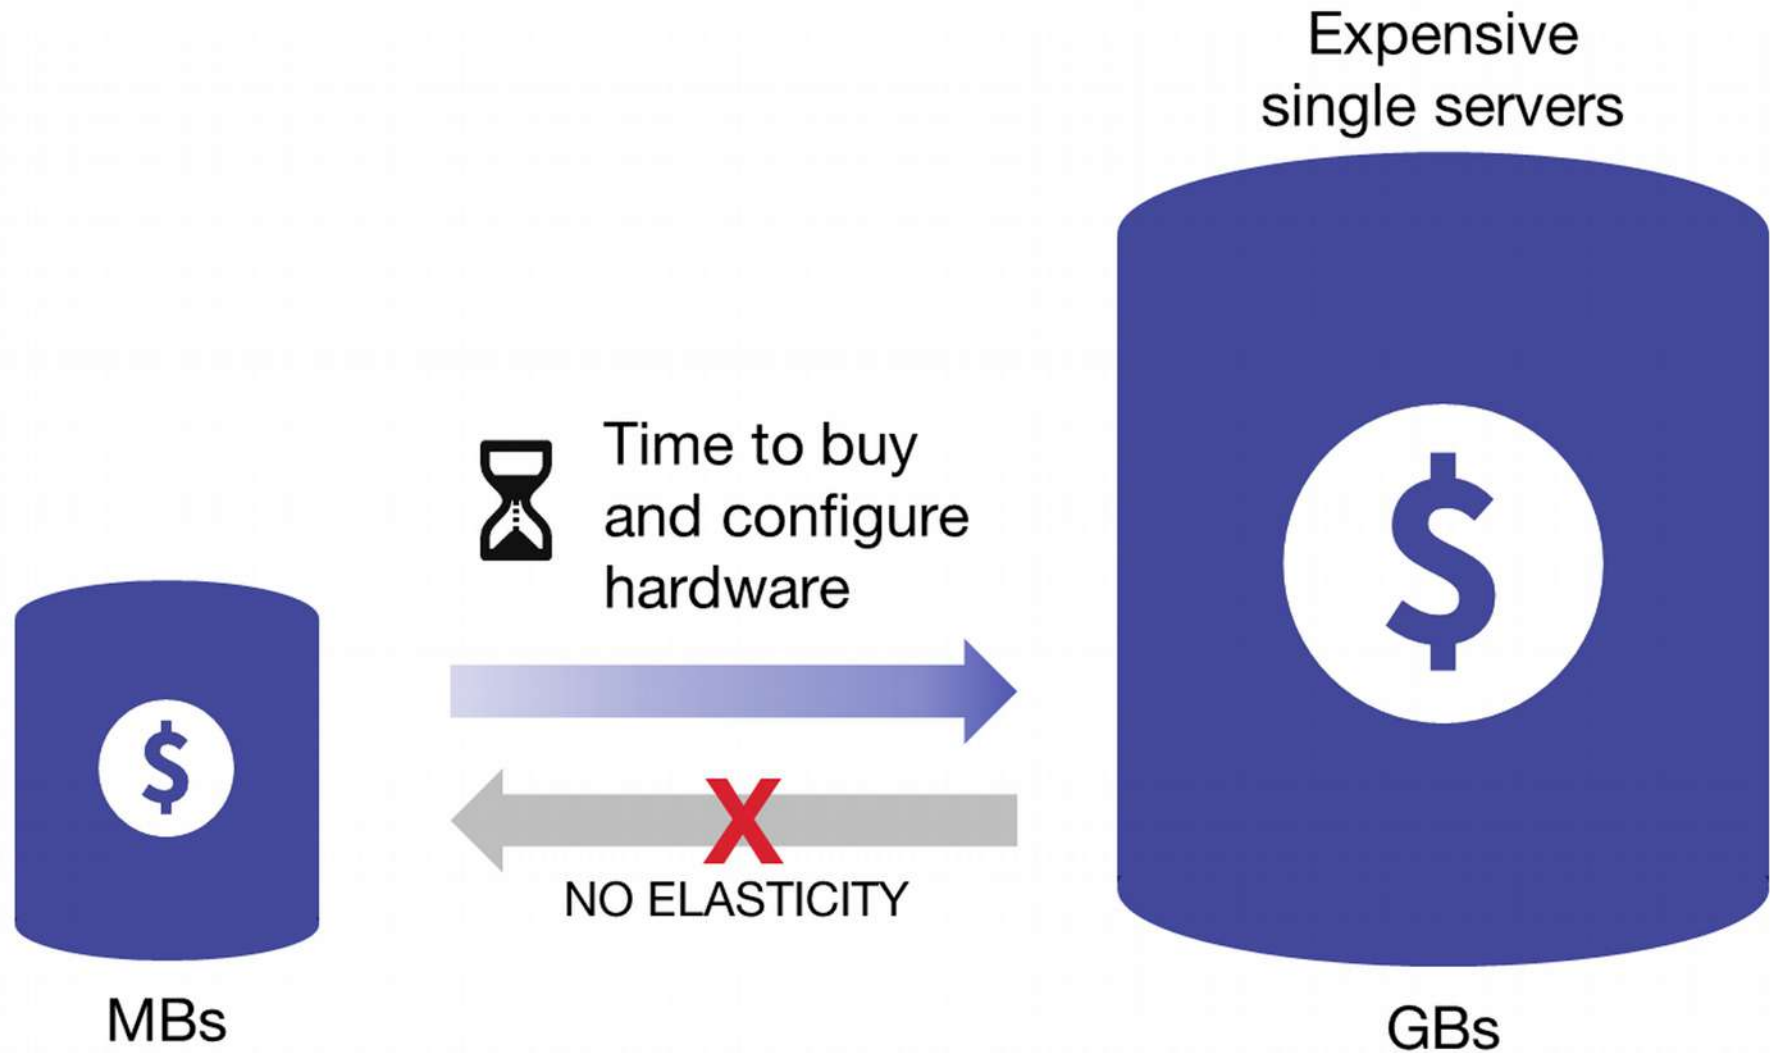 Expensive
single servers
Time to buy
and configure
hardware
$
$
X
NO ELASTICITY
MBs
GBs